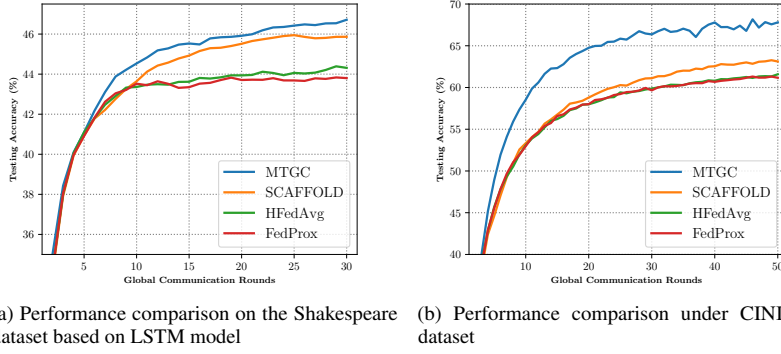 46
44
42
40
38
36
Testing Accuracy (%)
MTGC
SCAFFOLD
HFedAvg
FedProx
5
10
15
20
25
30
Global Communication Rounds
70
65
60
55
50
45
40
Testing Accuracy (%)
MTGC
SCAFFOLD
HFedAvg
FedProx
10
20
30
40
50
Global Communication Rounds
a) Performance comparison on the Shakespeare
dataset based on LSTM model
(b) Performance comparison under
dataset